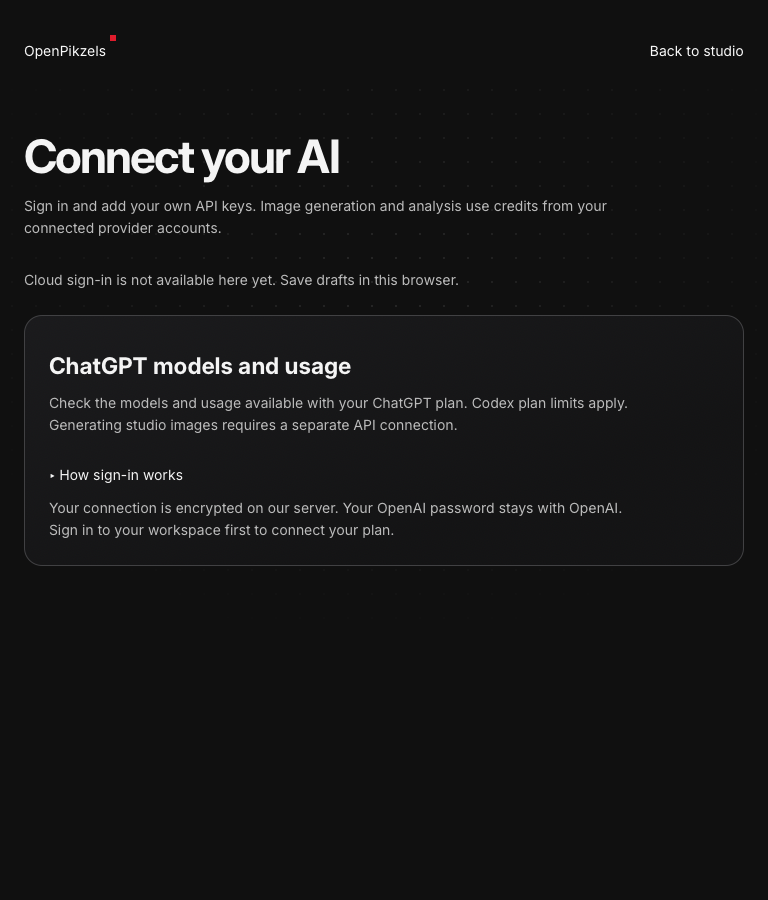 OpenPikzels
Back to studio
Connect your AI
Sign in and add your own API keys. Image generation and analysis use credits from your
connected provider accounts.
Cloud sign-in is not available here yet. Save drafts in this browser.
ChatGPT models and usage
Check the models and usage available with your ChatGPT plan. Codex plan limits apply.
Generating studio images requires a separate API connection.
How sign-in works
Your connection is encrypted on our server. Your OpenAI password stays with OpenAI.
Sign in to your workspace first to connect your plan.